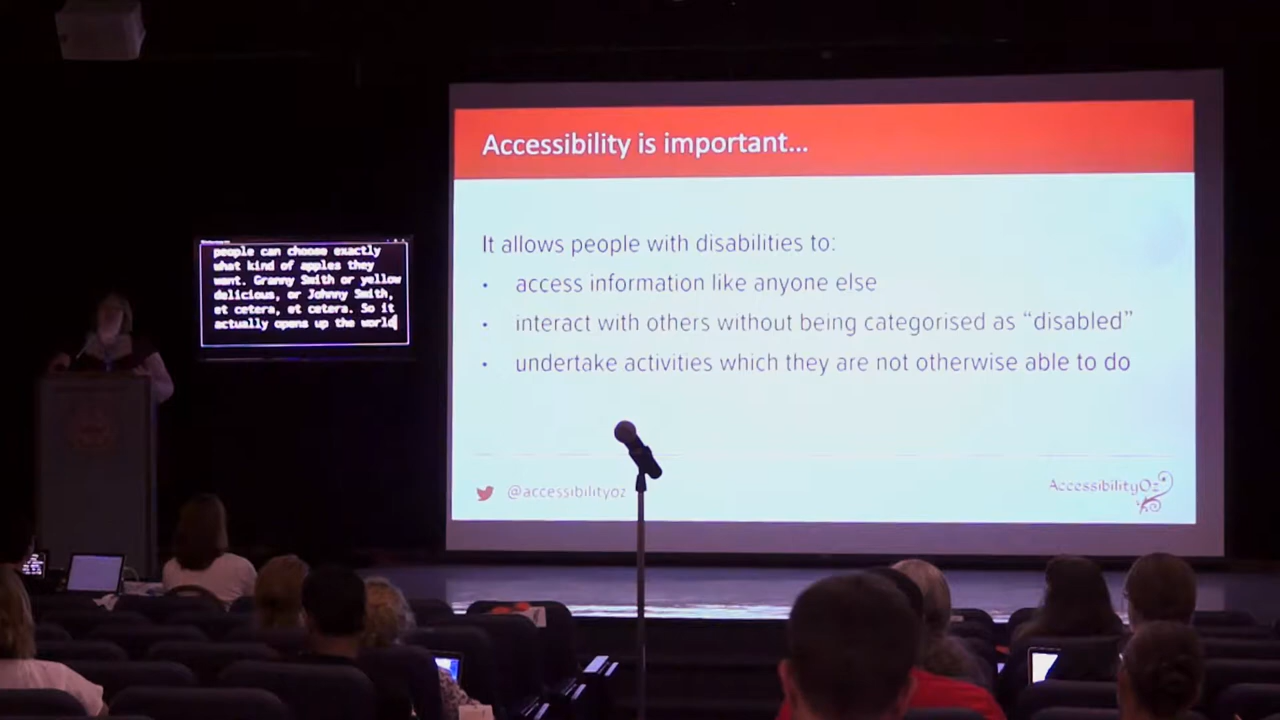 people can choose exactly
what kind of apples they
want. Granny Smith or yellow
delicious, or Johnny Smith,
et cetera, et cetera. So it
actually opens up the world
Accessibility is important...
It allows people with disabilities to:
• access information like anyone else
• interact with others without being categorised as “disabled”
• undertake activities which they are not otherwise able to do
@accessibilityoz
AccessibilityOz